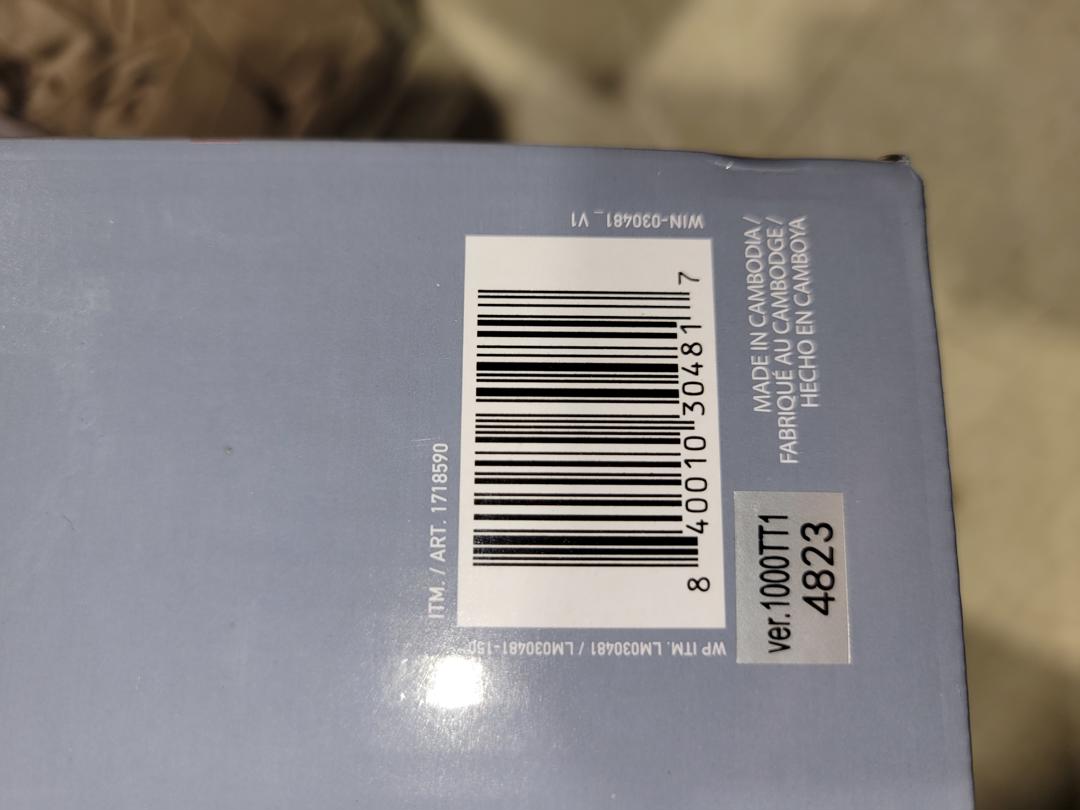 WIN-030481_V1
ITM. / ART. 1718590
8 40010 30481 7
MADE IN CAMBODIA /
FABRIQUÉ AU CAMBODGE /
HECHO EN CAMBOYA
ver.1000TT1
4823
WP ITM. LM030481 / LM030481-150